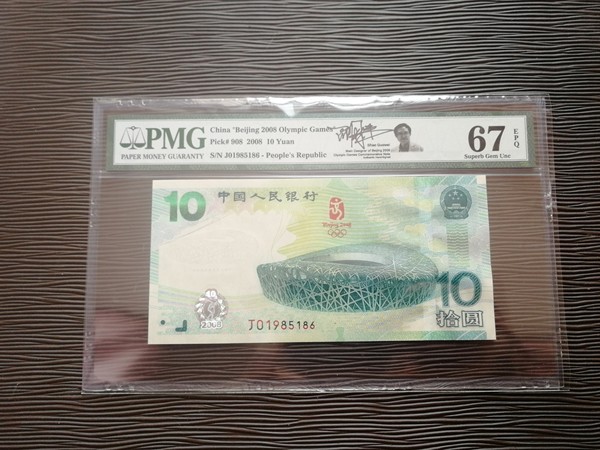 PMG
PAPER MONEY GUARANTY
China "Beijing 2008 Olympic Games"
Pick# 908 2008 10 Yuan
S/N J01985186 - People's Republic
67 EPQ
Superb Gem Unc
10
中国人民银行
Beijing 2008
2008
J01985186
10
拾圆